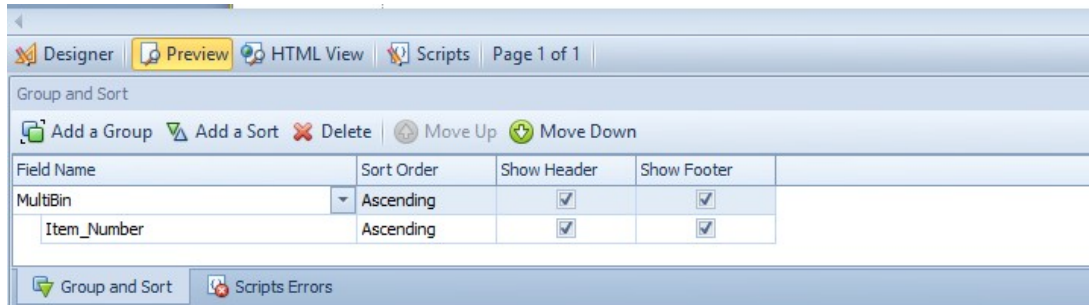 Designer Preview HTML View Scripts Page 1 of 1
Group and Sort
Add a Group Add a Sort Delete Move Up Move Down
Field Name Sort Order Show Header Show Footer
MultiBin Ascending
Item_Number Ascending
Group and Sort Scripts Errors